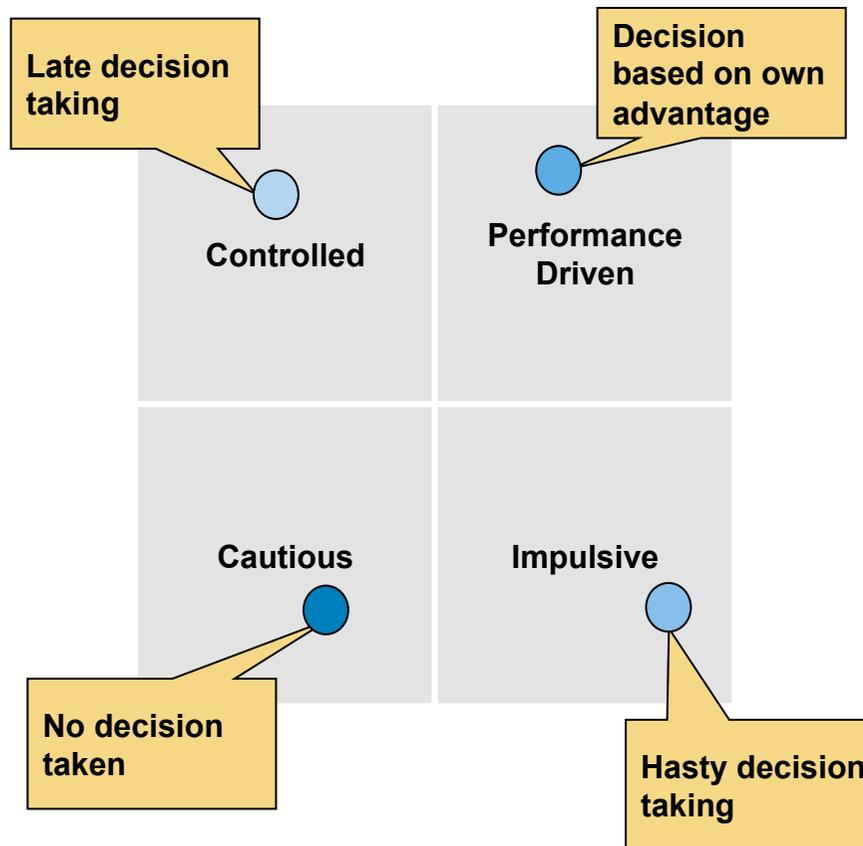 Late decision
taking
Decision
based on own
advantage
Controlled
Performance
Driven
Cautious
Impulsive
No decision
taken
Hasty decision
taking